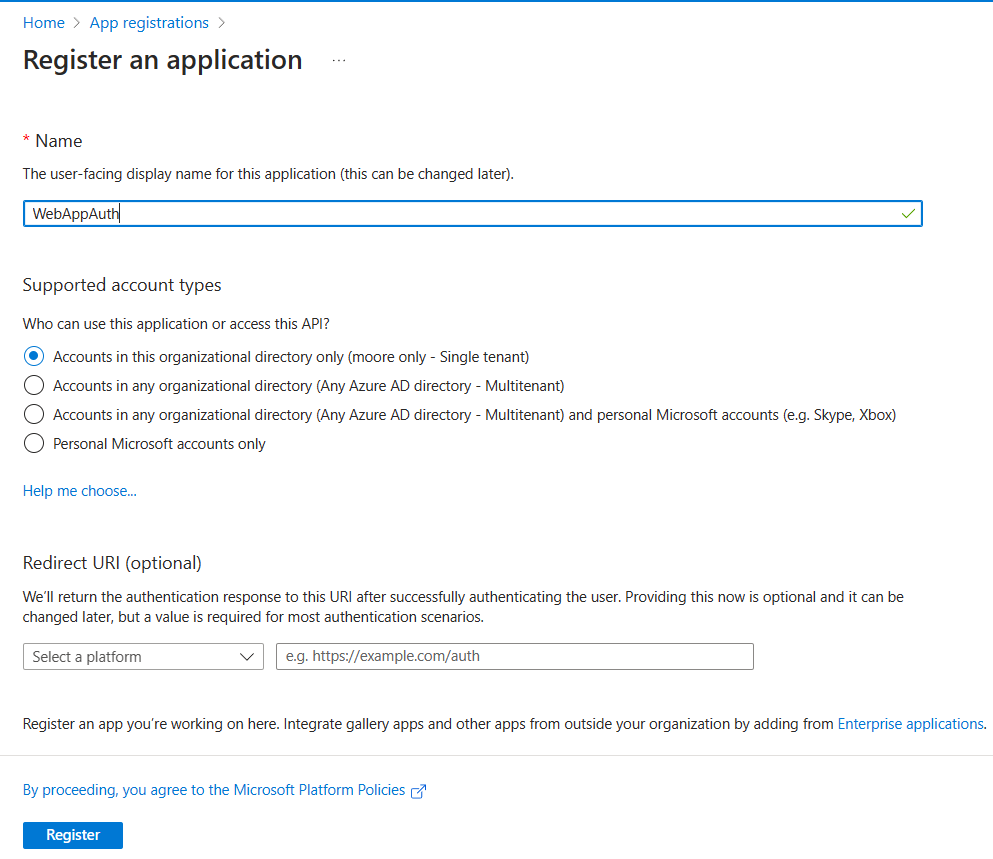 Home > App registrations >
Register an application ...
* Name
The user-facing display name for this application (this can be changed later).
WebAppAuth
Supported account types
Who can use this application or access this API?
Accounts in this organizational directory only (moore only - Single tenant)
Accounts in any organizational directory (Any Azure AD directory - Multitenant)
Accounts in any organizational directory (Any Azure AD directory - Multitenant) and personal Microsoft accounts (e.g. Skype, Xbox)
Personal Microsoft accounts only
Help me choose...
Redirect URI (optional)
We'll return the authentication response to this URI after successfully authenticating the user. Providing this now is optional and it can be
changed later, but a value is required for most authentication scenarios.
Select a platform e.g. https://example.com/auth
Register an app you're working on here. Integrate gallery apps and other apps from outside your organization by adding from Enterprise applications.
By proceeding, you agree to the Microsoft Platform Policies
Register